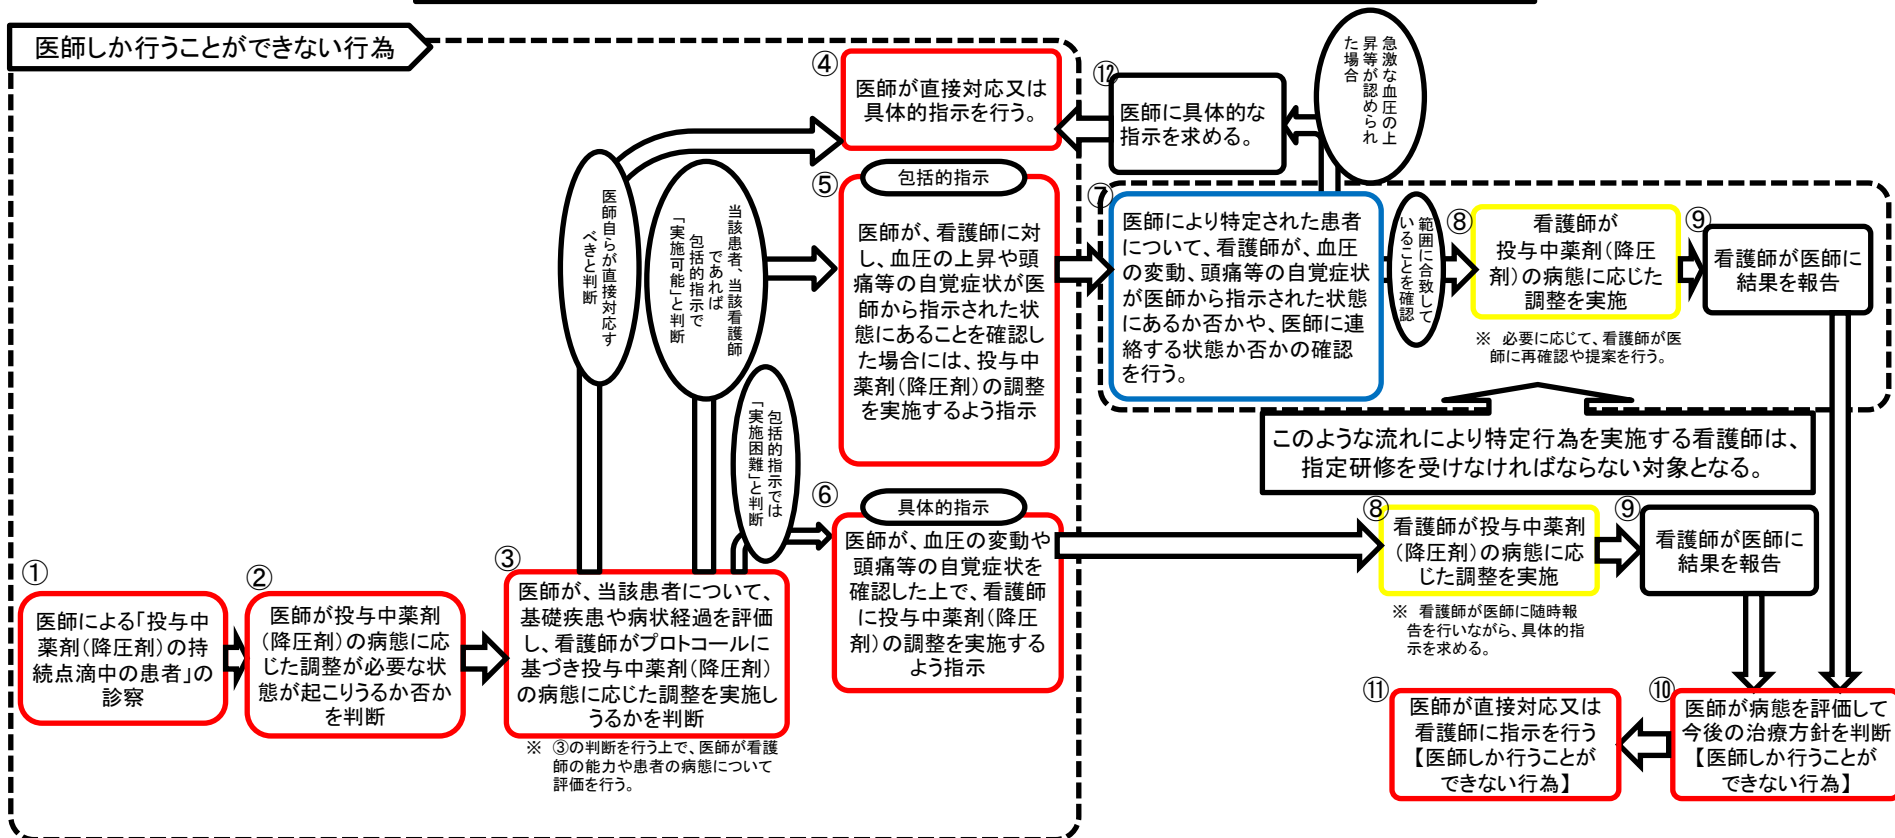 医師しか行うことができない行為
①
医師による「投与中
薬剤(降圧剤)の持
続点滴中の患者」の
診察
②
医師が投与中薬剤
(降圧剤)の病態に応
じた調整が必要な状
態が起こりうるか否か
を判断
③
医師が、当該患者について、
基礎疾患や病状経過を評価
し、看護師がプロトコールに
基づき投与中薬剤(降圧剤)
の病態に応じた調整を実施し
うるかを判断
※ ③の判断を行う上で、医師が看護
師の能力や患者の病態について
評価を行う。
医師自らが直接対応す
べきと判断
当該患者、当該看護師
であれば
包括的指示で
「実施可能」と判断
包括的指示では
「実施困難」と判断
④
医師が直接対応又は
具体的指示を行う。
⑤
包括的指示
医師が、看護師に対
し、血圧の上昇や頭
痛等の自覚症状が医
師から指示された状
態にあることを確認し
た場合には、投与中
薬剤(降圧剤)の調整
を実施するよう指示
⑥
具体的指示
医師が、血圧の変動や
頭痛等の自覚症状を
確認した上で、看護師
に投与中薬剤(降圧
剤)の調整を実施する
よう指示
⑫
医師に具体的な
指示を求める。
急激な血圧の上
昇等が認められ
た場合
⑦
医師により特定された患者
について、看護師が、血圧
の変動、頭痛等の自覚症状
が医師から指示された状態
にあるか否かや、医師に連
絡する状態か否かの確認
を行う。
範囲に合致して
いることを確認
⑧
看護師が
投与中薬剤(降圧
剤)の病態に応じた
調整を実施
※ 必要に応じて、看護師が医
師に再確認や提案を行う。
⑨
看護師が医師に
結果を報告
このような流れにより特定行為を実施する看護師は、
指定研修を受けなければならない対象となる。
⑧
看護師が投与中薬剤
(降圧剤)の病態に応
じた調整を実施
※ 看護師が医師に随時報
告を行いながら、具体的指
示を求める。
⑨
看護師が医師に
結果を報告
⑩
医師が病態を評価して
今後の治療方針を判断
【医師しか行うことが
できない行為】
⑪
医師が直接対応又は
看護師に指示を行う
【医師しか行うことが
できない行為】